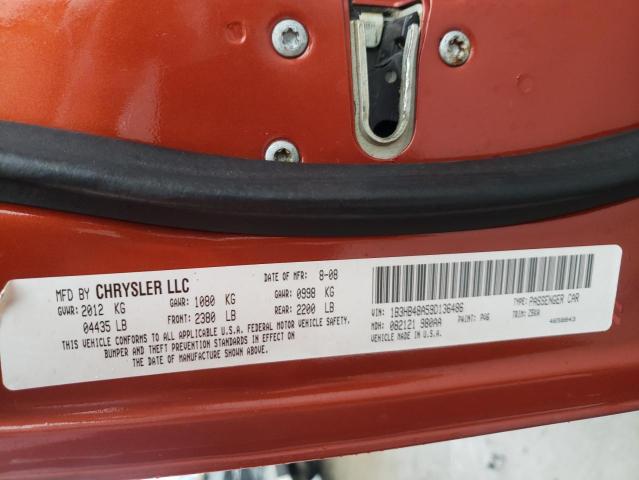 MFD BY CHRYSLER LLC DATE OF MFR: 8-08
GVWR: 2012 KG GAWR: 1080 KG GAWR: 0998 KG
04435 LB FRONT: 2380 LB REAR: 2200 LB
THIS VEHICLE CONFORMS TO ALL APPLICABLE U.S.A. FEDERAL MOTOR VEHICLE SAFETY,
BUMPER AND THEFT PREVENTION STANDARDS IN EFFECT ON
THE DATE OF MANUFACTURE SHOWN ABOVE.
VIN: 1B3HB48A59D136486 TYPE: PASSENGER CAR
MDH: 082121 980AA PAINT: TRIM:
VEHICLE MADE IN U.S.A.